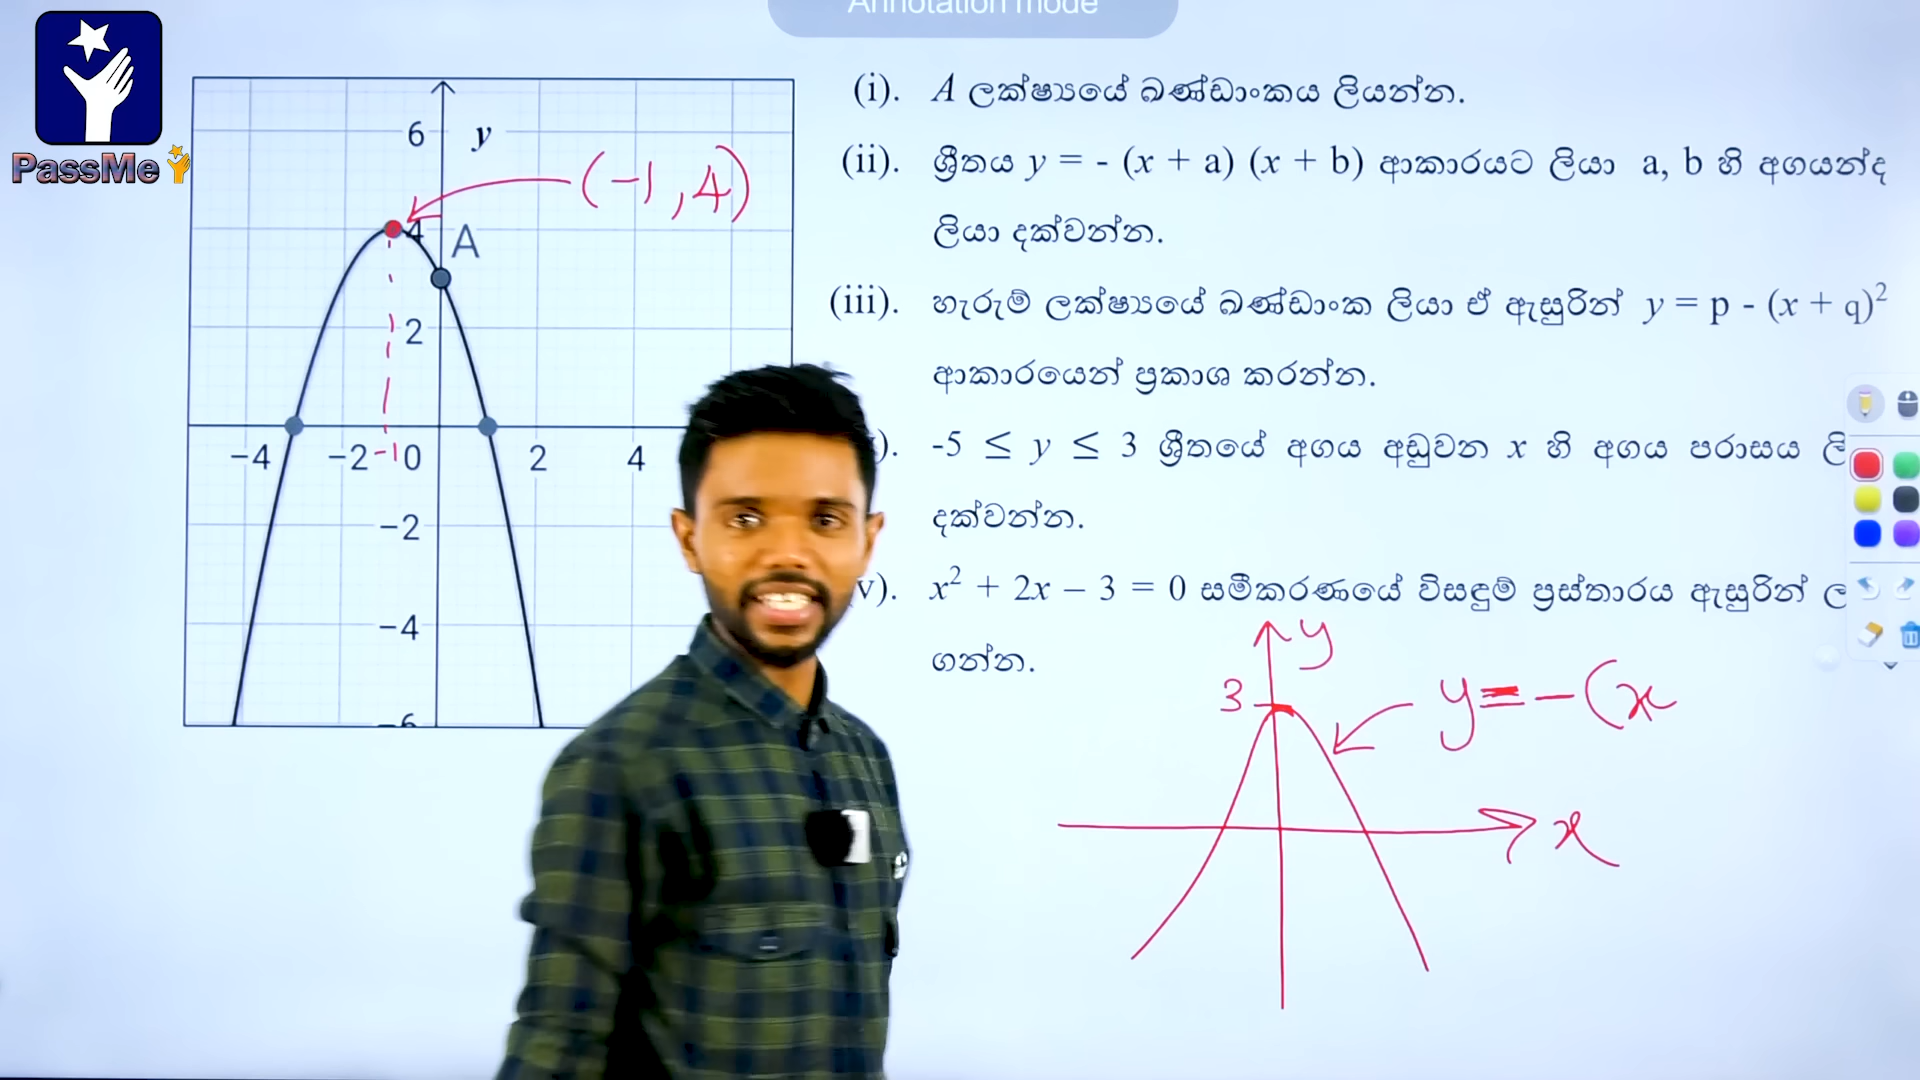 Annotation mode
PassMe
6 y
(-1, 4)
4 A
2
-4 -2 -1 0 2 4
-2
-4
-6
(i). A ලක්ෂ්‍යයේ ඛණ්ඩාංකය ලියන්න.
(ii). ශ්‍රිතය y = - (x + a) (x + b) ආකාරයට ලියා a, b හි අගයන්ද
ලියා දක්වන්න.
(iii). හැරුම් ලක්ෂ්‍යයේ ඛණ්ඩාංක ලියා ඒ ඇසුරින් y = p - (x + q)²
ආකාරයෙන් ප්‍රකාශ කරන්න.
). -5 ≤ y ≤ 3 ශ්‍රිතයේ අගය අඩුවන x හි අගය පරාසය ලි
දක්වන්න.
v). x² + 2x − 3 = 0 සමීකරණයේ විසඳුම් ප්‍රස්තාරය ඇසුරින් ල
ගන්න.
y
3 y = -(x
x